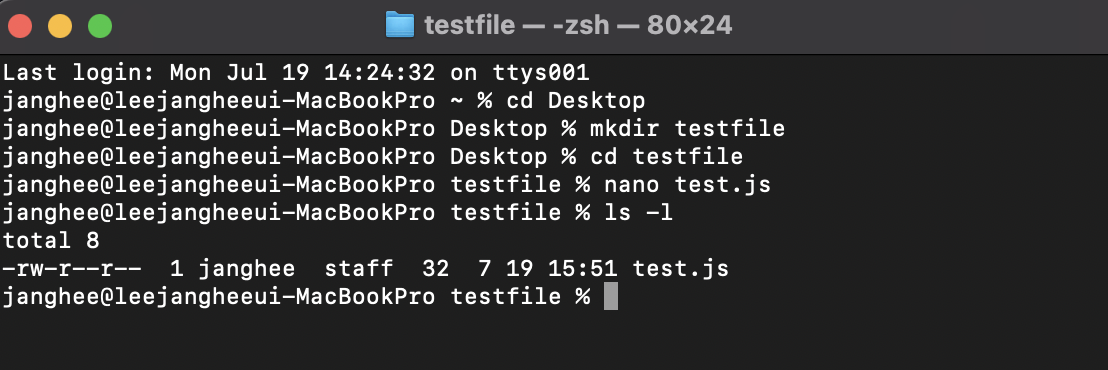 testfile — -zsh — 80×24
Last login: Mon Jul 19 14:24:32 on ttys001
janghee@leejangheeui-MacBookPro ~ % cd Desktop
janghee@leejangheeui-MacBookPro Desktop % mkdir testfile
janghee@leejangheeui-MacBookPro Desktop % cd testfile
janghee@leejangheeui-MacBookPro testfile % nano test.js
janghee@leejangheeui-MacBookPro testfile % ls -l
total 8
-rw-r--r--  1 janghee  staff  32  7 19 15:51 test.js
janghee@leejangheeui-MacBookPro testfile %